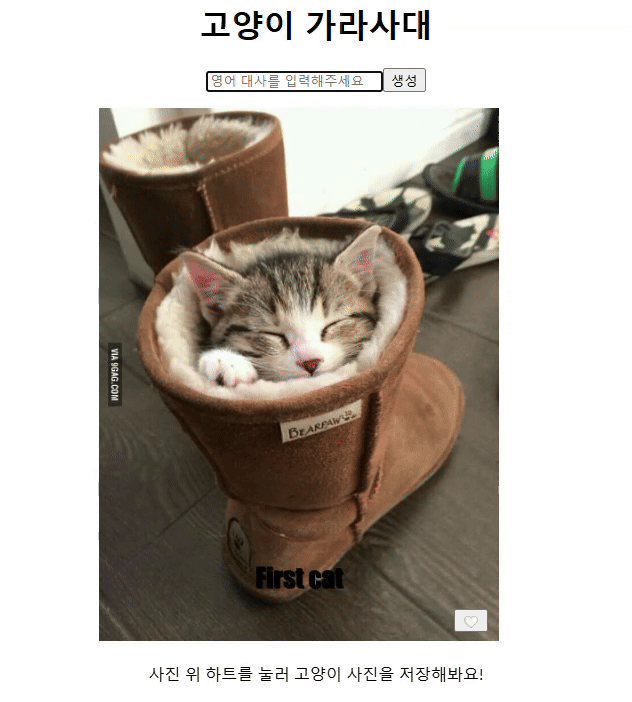 고양이 가라사대
영어 대사를 입력해주세요
생성
VIA 9GAG.COM
BEARPAW
First cat
사진 위 하트를 눌러 고양이 사진을 저장해봐요!